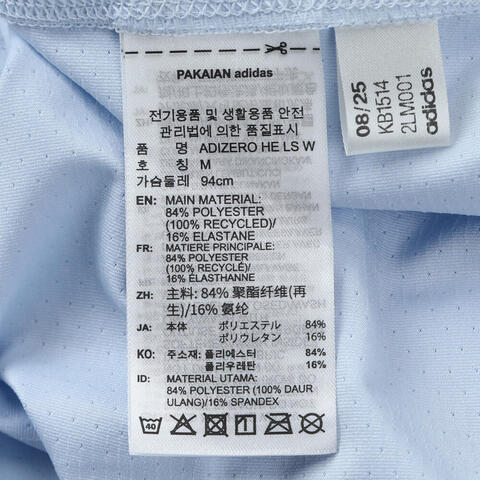 PAKAIAN adidas
전기용품 및 생활용품 안전
관리법에 의한 품질표시
품 명 ADIZERO HE LS W
호 칭 M
가슴둘레 94cm
EN: MAIN MATERIAL:
84% POLYESTER
(100% RECYCLED)/
16% ELASTANE
FR: MATIERE PRINCIPALE:
84% POLYESTER
(100% RECYCLÉ)/
16% ÉLASTHANNE
ZH: 主料: 84% 聚酯纤维(再
生)/16% 氨纶
JA: 本体 ポリエステル 84%
ポリウレタン 16%
KO: 주소재: 폴리에스터 84%
폴리우레탄 16%
ID: MATERIAL UTAMA:
84% POLYESTER (100% DAUR
ULANG)/16% SPANDEX
40
08/25
KB1514
2LM001
adidas